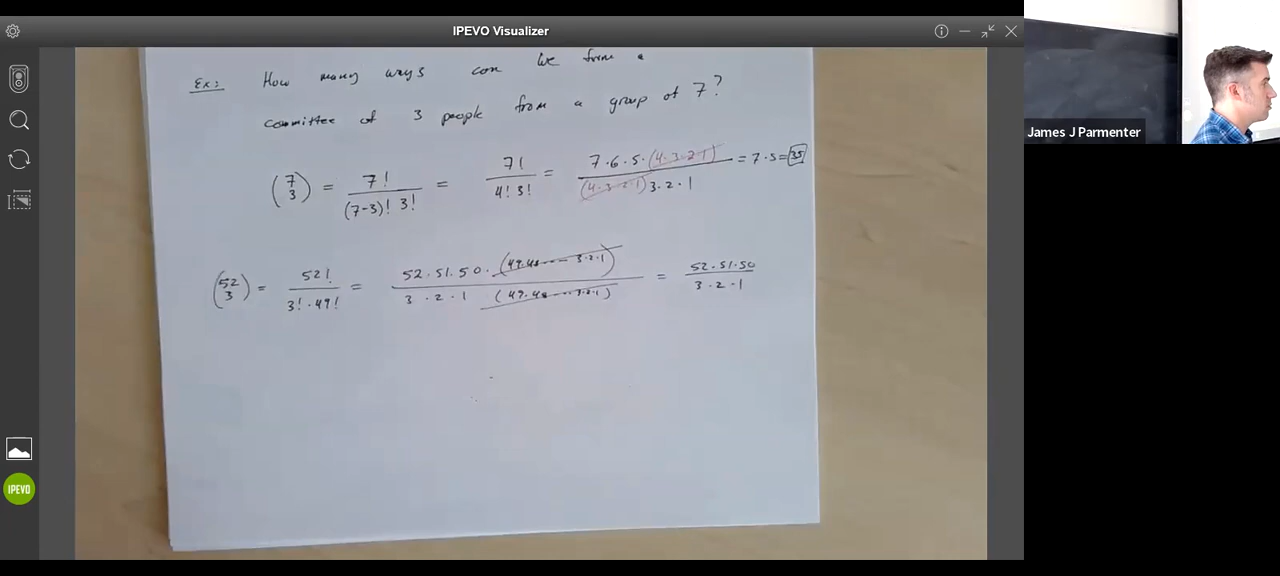 IPEVO Visualizer
James J Parmenter
Ex: How many ways can we form a
committee of 3 people from a group of 7?
(7 3) = 7! / (7-3)! 3! = 7! / 4! 3! = 7·6·5·(4·3·2·1) / (4·3·2·1) 3·2·1 = 7·5 = 35
(52 3) = 52! / 3!·49! = 52·51·50·(49·48---3·2·1) / 3·2·1 (49·48---3·2·1) = 52·51·50 / 3·2·1
IPEVO